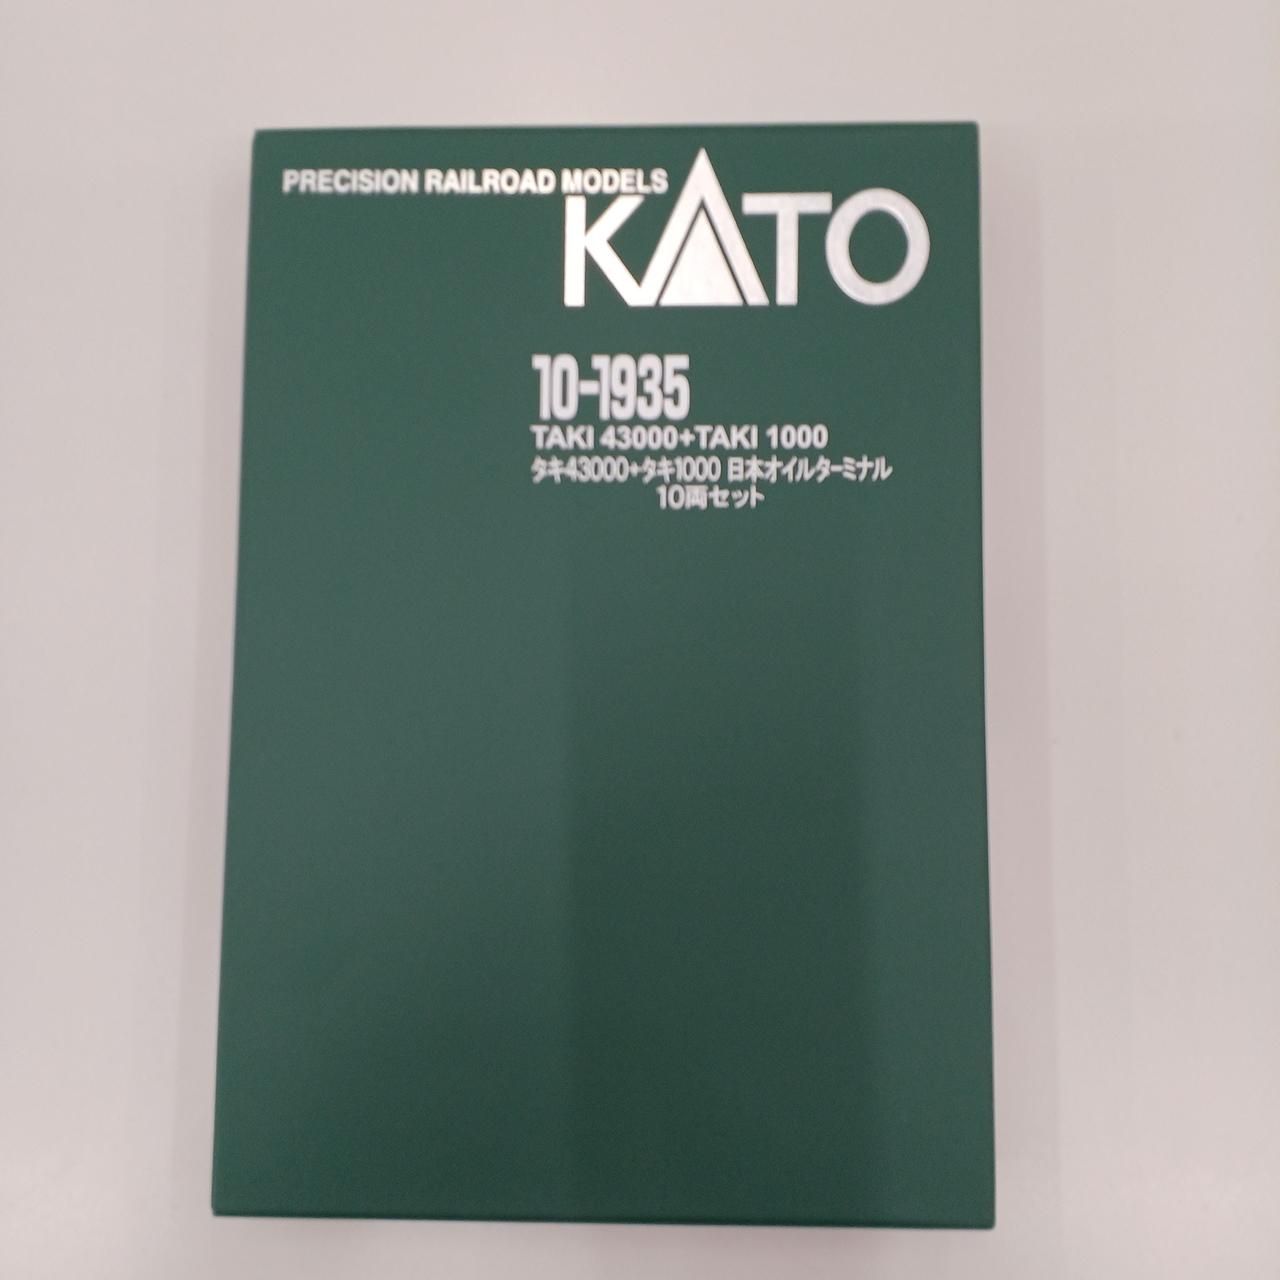 PRECISION RAILROAD MODELS
KATO
10-1935
TAKI 43000+TAKI 1000
タキ43000+タキ1000 日本オイルターミナル
10両セット